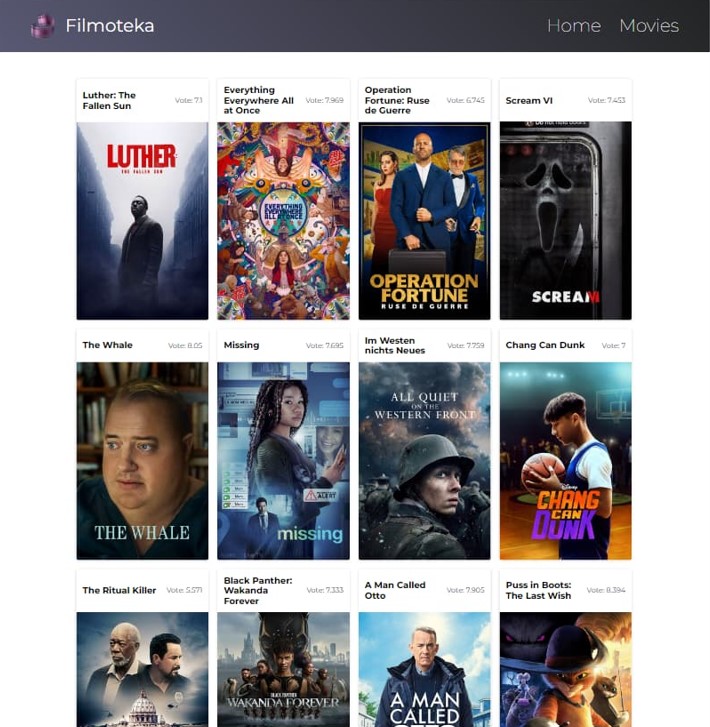 Filmoteka
Home Movies
Luther: The
Fallen Sun
Vote: 7.1
Everything
Everywhere All
at Once
Vote: 7.969
Operation
Fortune: Ruse
de Guerre
Vote: 6.745
Scream VI
Vote: 7.453
LUTHER
THE FALLEN SUN
EVERYTHING
EVERYWHERE
ALL AT ONCE
OPERATION
FORTUNE
RUSE DE GUERRE
SCREAM
The Whale
Vote: 8.05
Missing
Vote: 7.695
Im Westen
nichts Neues
Vote: 7.759
Chang Can Dunk
Vote: 7
THE WHALE
ALERT
missing
ALL QUIET
ON THE
WESTERN FRONT
Disney
CHANG
CAN
DUNK
The Ritual Killer
Vote: 5.571
Black Panther:
Wakanda
Forever
Vote: 7.333
A Man Called
Otto
Vote: 7.905
Puss in Boots:
The Last Wish
Vote: 8.394
BLACK PANTHER
WAKANDA FOREVER
A MAN
CALLED